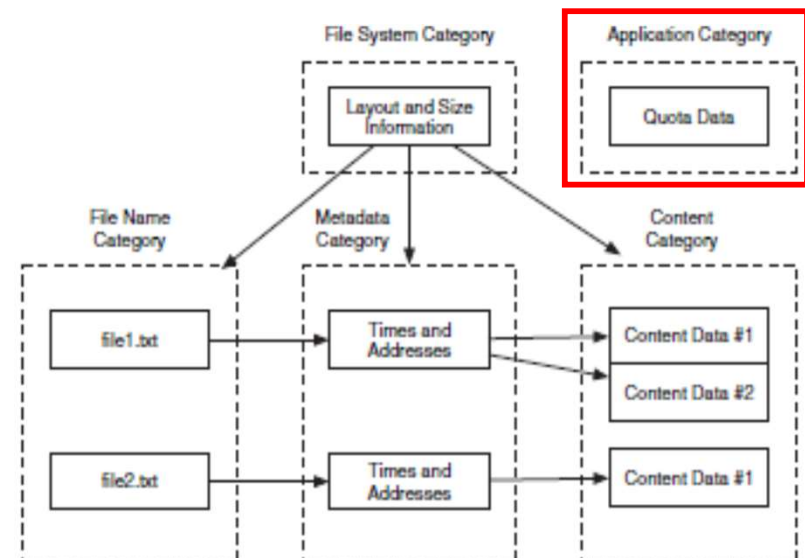 File System Category
Application Category
Layout and Size
Information
Quota Data
File Name
Category
Metadata
Category
Content
Category
file1.txt
Times and
Addresses
Content Data #1
Content Data #2
file2.txt
Times and
Addresses
Content Data #1